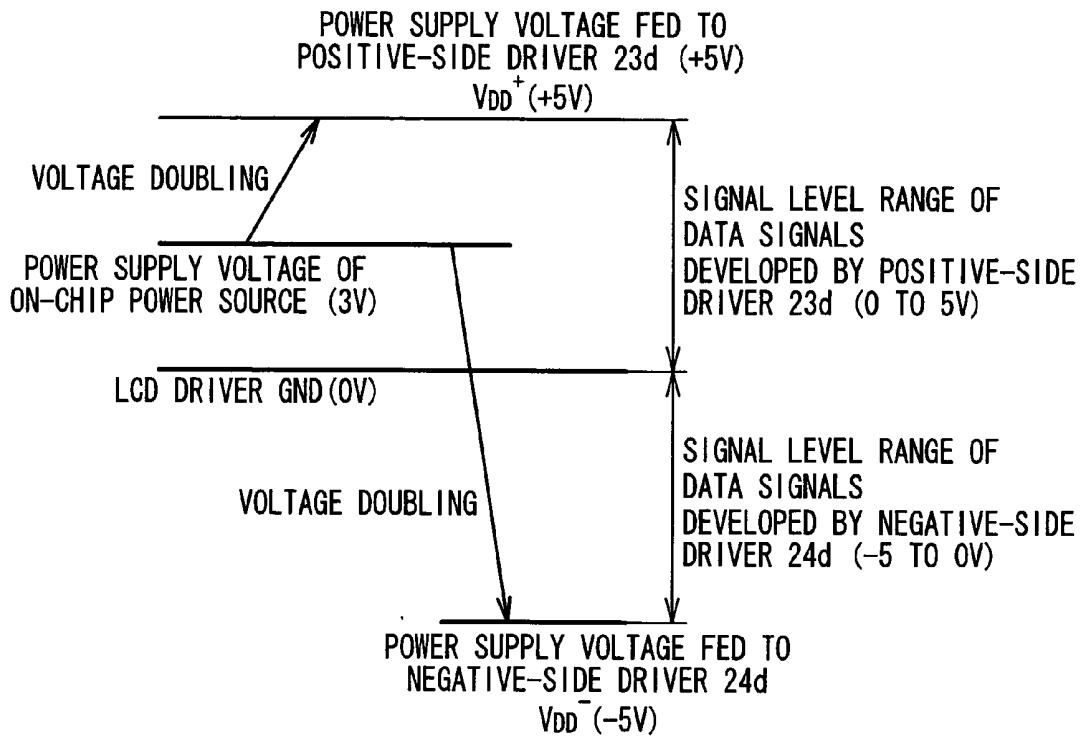 POWER SUPPLY VOLTAGE FED TO
POSITIVE-SIDE DRIVER 23d (+5V)
VDD+(+5V)
VOLTAGE DOUBLING
SIGNAL LEVEL RANGE OF
DATA SIGNALS
DEVELOPED BY POSITIVE-SIDE
DRIVER 23d (0 TO 5V)
POWER SUPPLY VOLTAGE OF
ON-CHIP POWER SOURCE (3V)
LCD DRIVER GND(0V)
SIGNAL LEVEL RANGE OF
DATA SIGNALS
DEVELOPED BY NEGATIVE-SIDE
DRIVER 24d (-5 TO 0V)
VOLTAGE DOUBLING
POWER SUPPLY VOLTAGE FED TO
NEGATIVE-SIDE DRIVER 24d
VDD-(-5V)